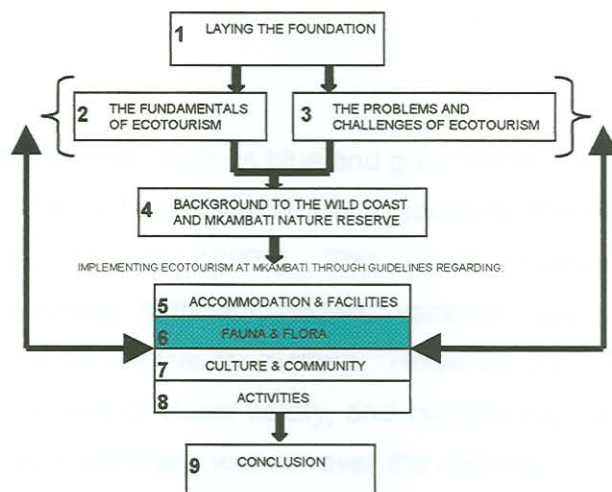 1 LAYING THE FOUNDATION
2 THE FUNDAMENTALS
OF ECOTOURISM
3 THE PROBLEMS AND
CHALLENGES OF ECOTOURISM
4 BACKGROUND TO THE WILD COAST
AND MKAMBATI NATURE RESERVE
IMPLEMENTING ECOTOURISM AT MKAMBATI THROUGH GUIDELINES REGARDING:
5 ACCOMMODATION & FACILITIES
6 FAUNA & FLORA
7 CULTURE & COMMUNITY
8 ACTIVITIES
9 CONCLUSION